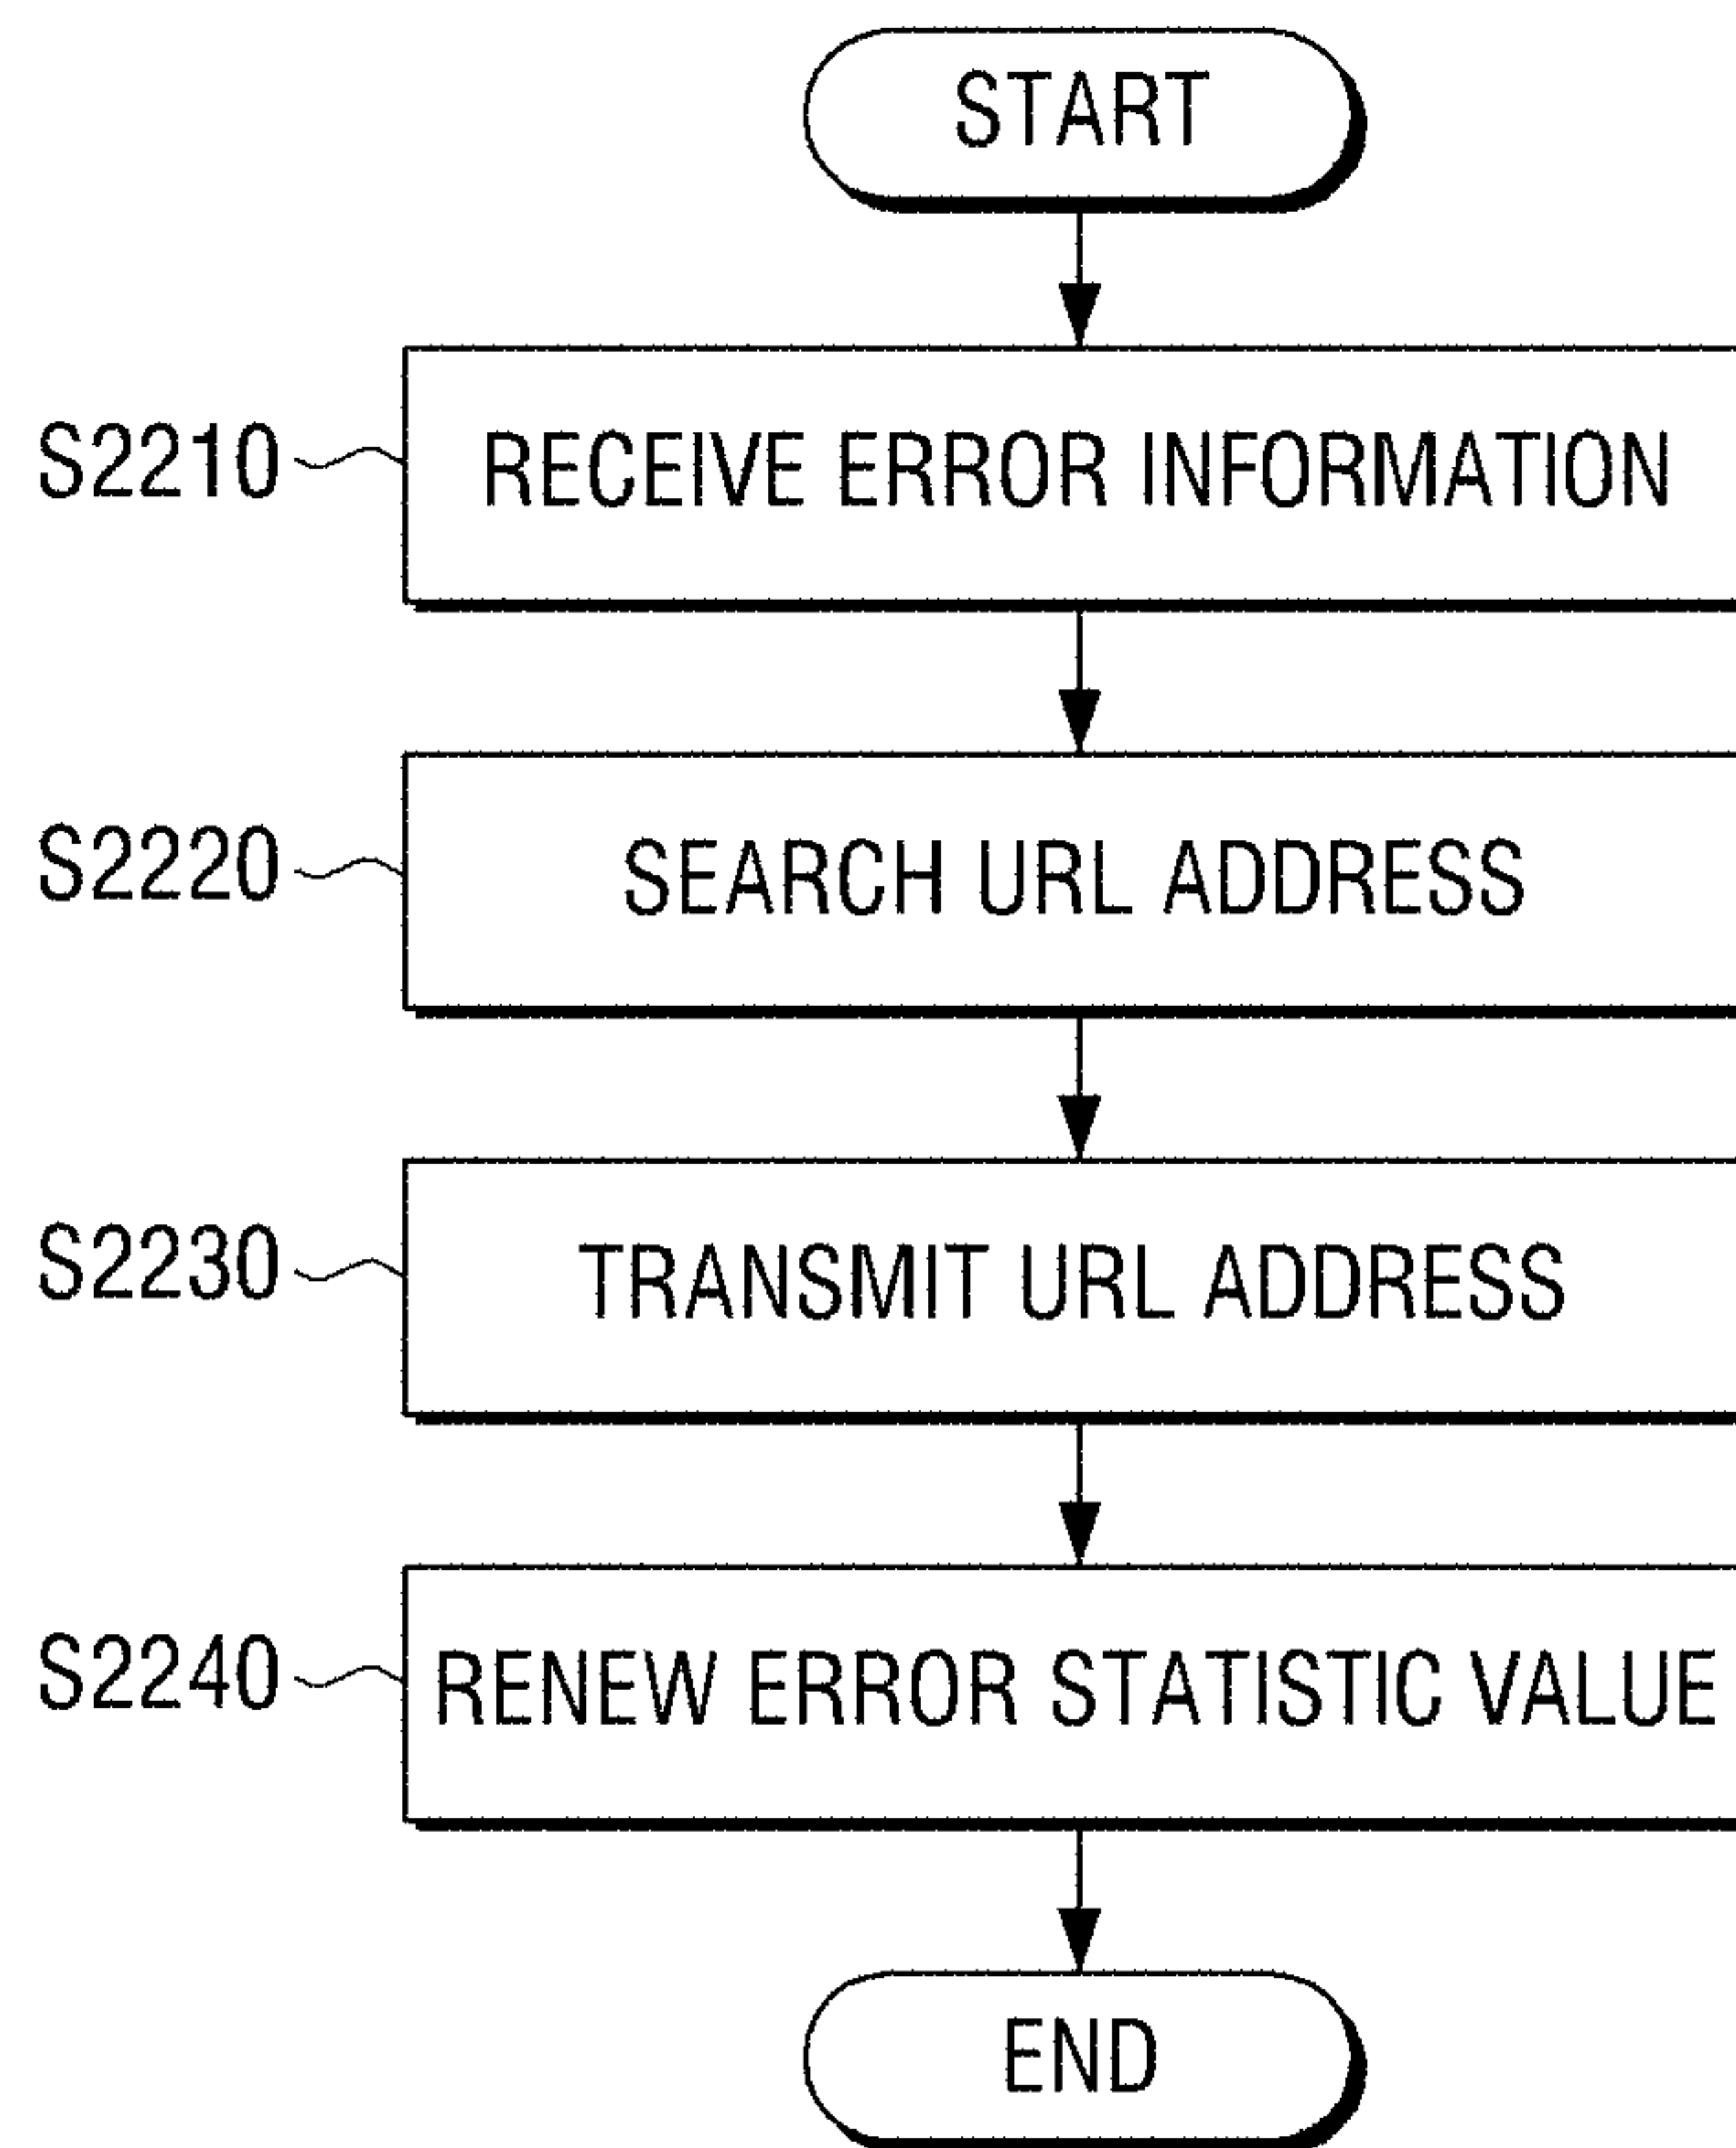 START
S2210 RECEIVE ERROR INFORMATION
S2220 SEARCH URL ADDRESS
S2230 TRANSMIT URL ADDRESS
S2240 RENEW ERROR STATISTIC VALUE
END